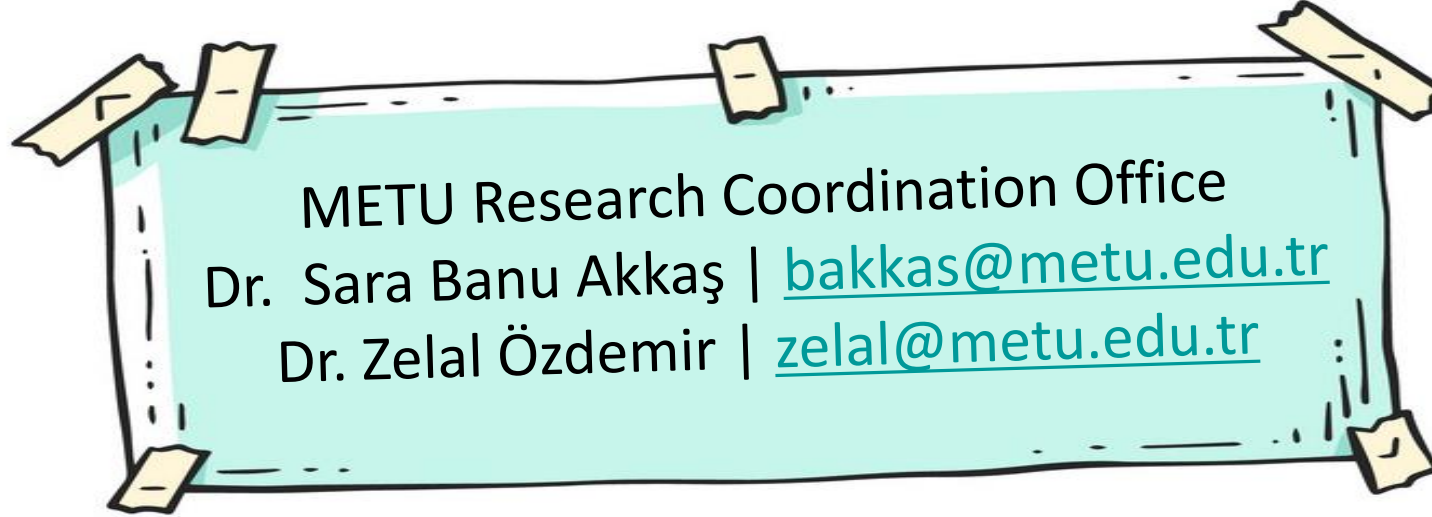 METU Research Coordination Office
Dr. Sara Banu Akkaş | bakkas@metu.edu.tr
Dr. Zelal Özdemir | zelal@metu.edu.tr